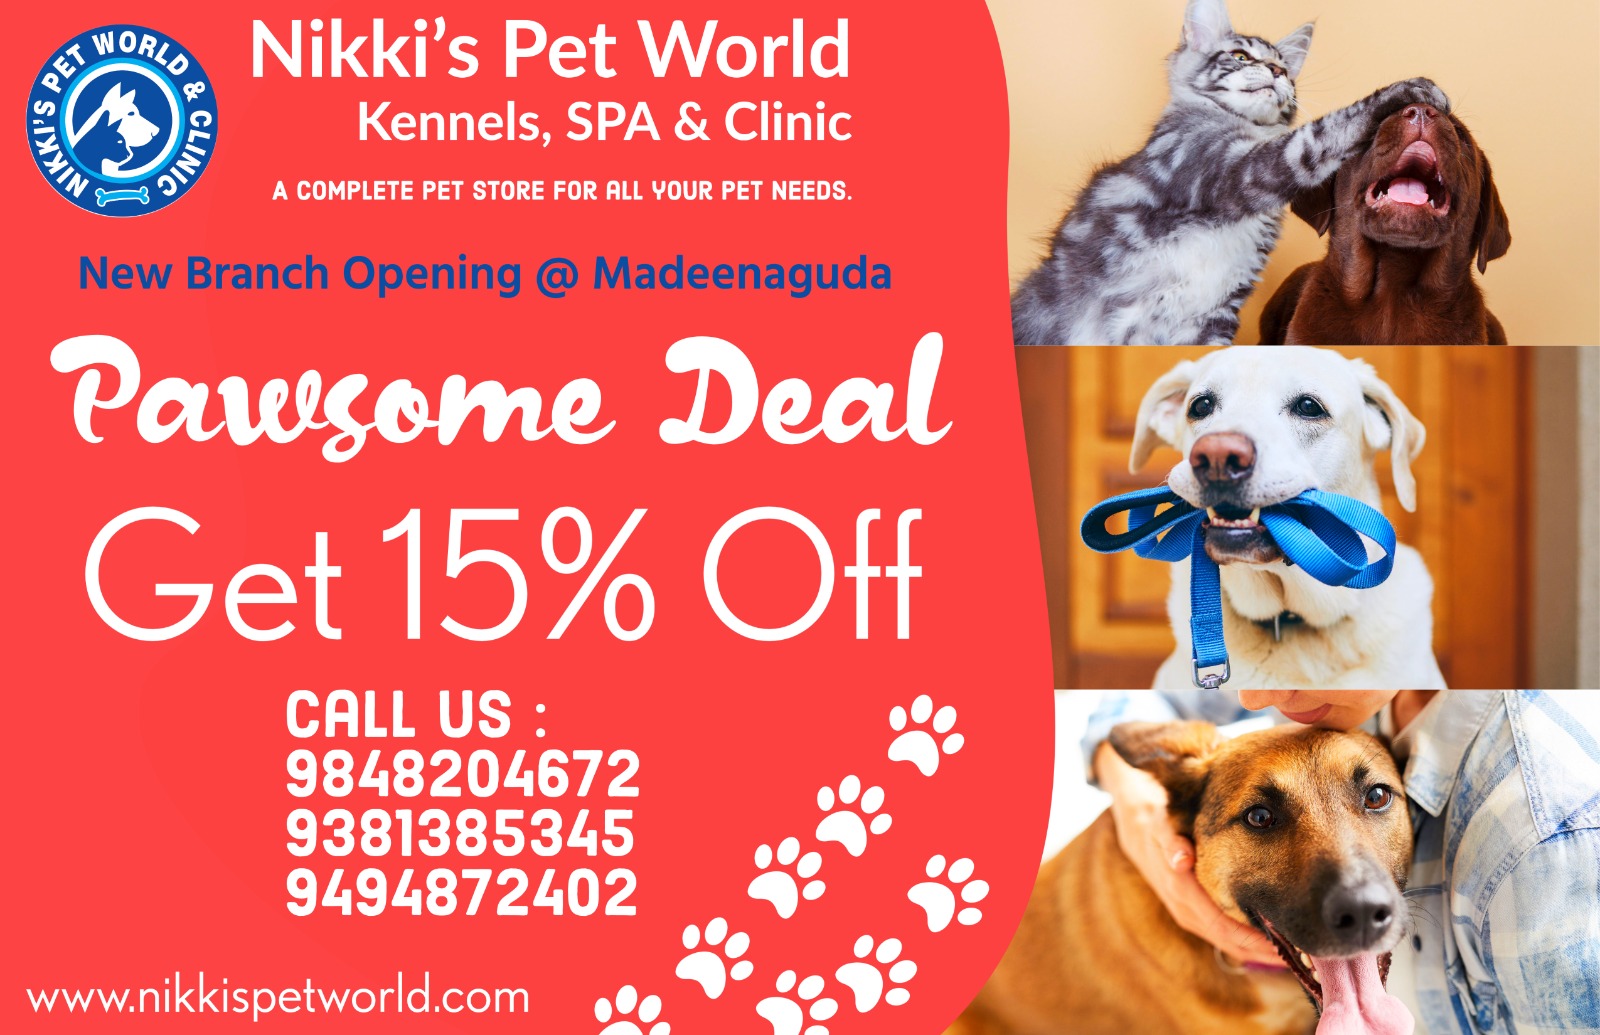 NIKKI'S PET WORLD & CLINIC
Nikki's Pet World
Kennels, SPA & Clinic
A COMPLETE PET STORE FOR ALL YOUR PET NEEDS.
New Branch Opening @ Madeenaguda
Pawsome Deal
Get 15% Off
CALL US :
9848204672
9381385345
9494872402
www.nikkispetworld.com